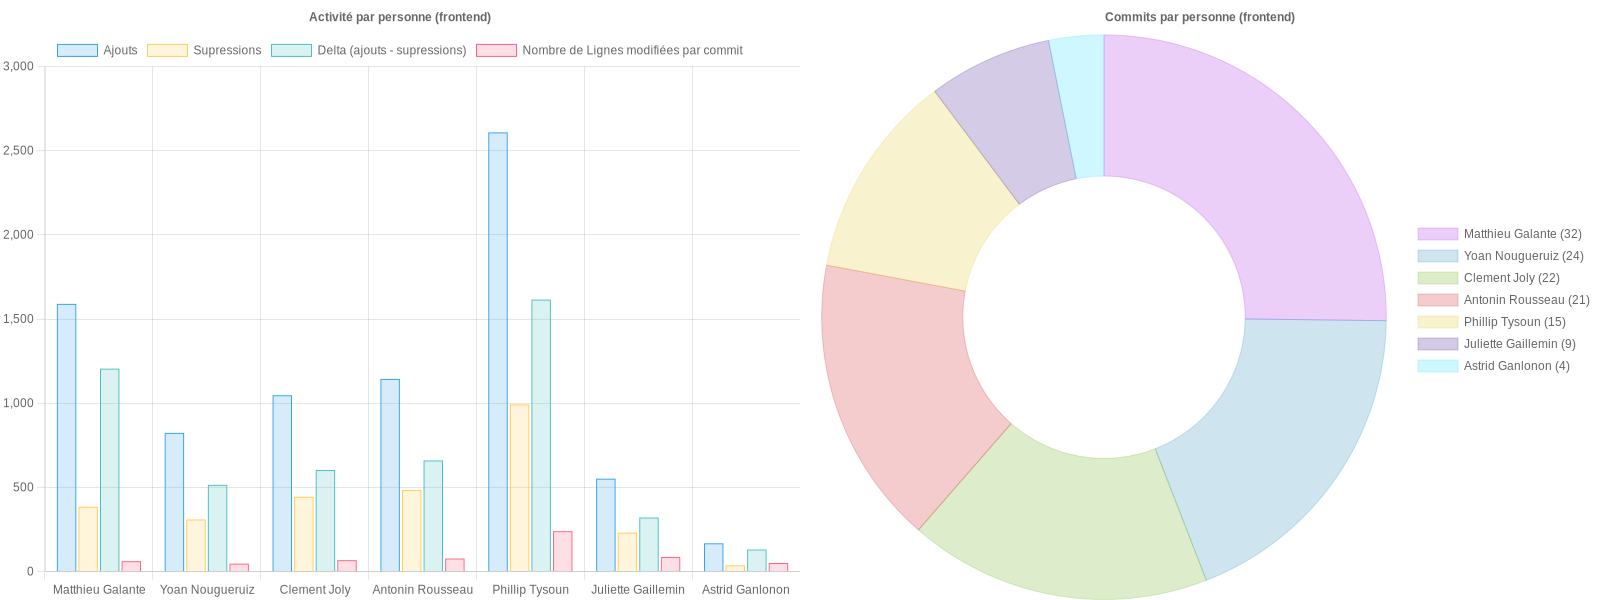 Activité par personne (frontend)
Ajouts
Supressions
Delta (ajouts - supressions)
Nombre de Lignes modifiées par commit
3,000
2,500
2,000
1,500
1,000
500
0
Matthieu Galante
Yoan Nougueruiz
Clement Joly
Antonin Rousseau
Phillip Tysoun
Juliette Gaillemin
Astrid Ganlonon
Commits par personne (frontend)
Matthieu Galante (32)
Yoan Nougueruiz (24)
Clement Joly (22)
Antonin Rousseau (21)
Phillip Tysoun (15)
Juliette Gaillemin (9)
Astrid Ganlonon (4)